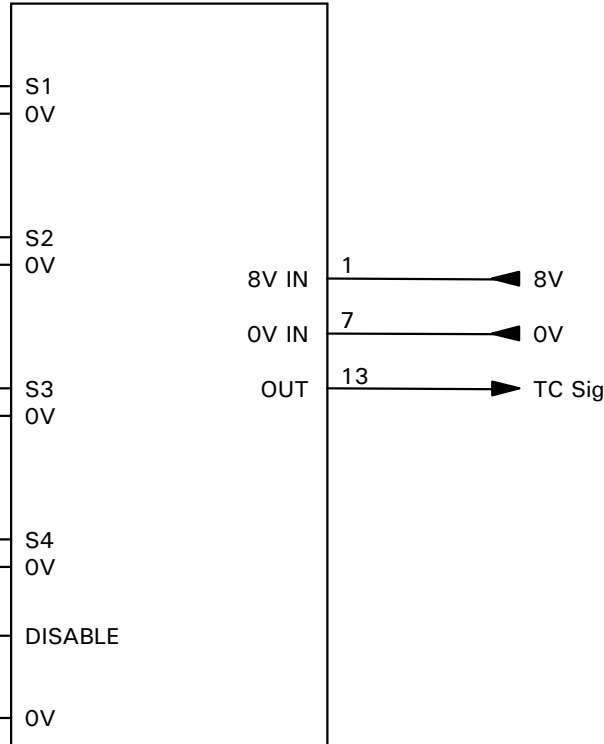 S1
0V
S2
0V
8V IN 1 8V
0V IN 7 0V
S3
0V
OUT 13 TC Sig
S4
0V
DISABLE
0V